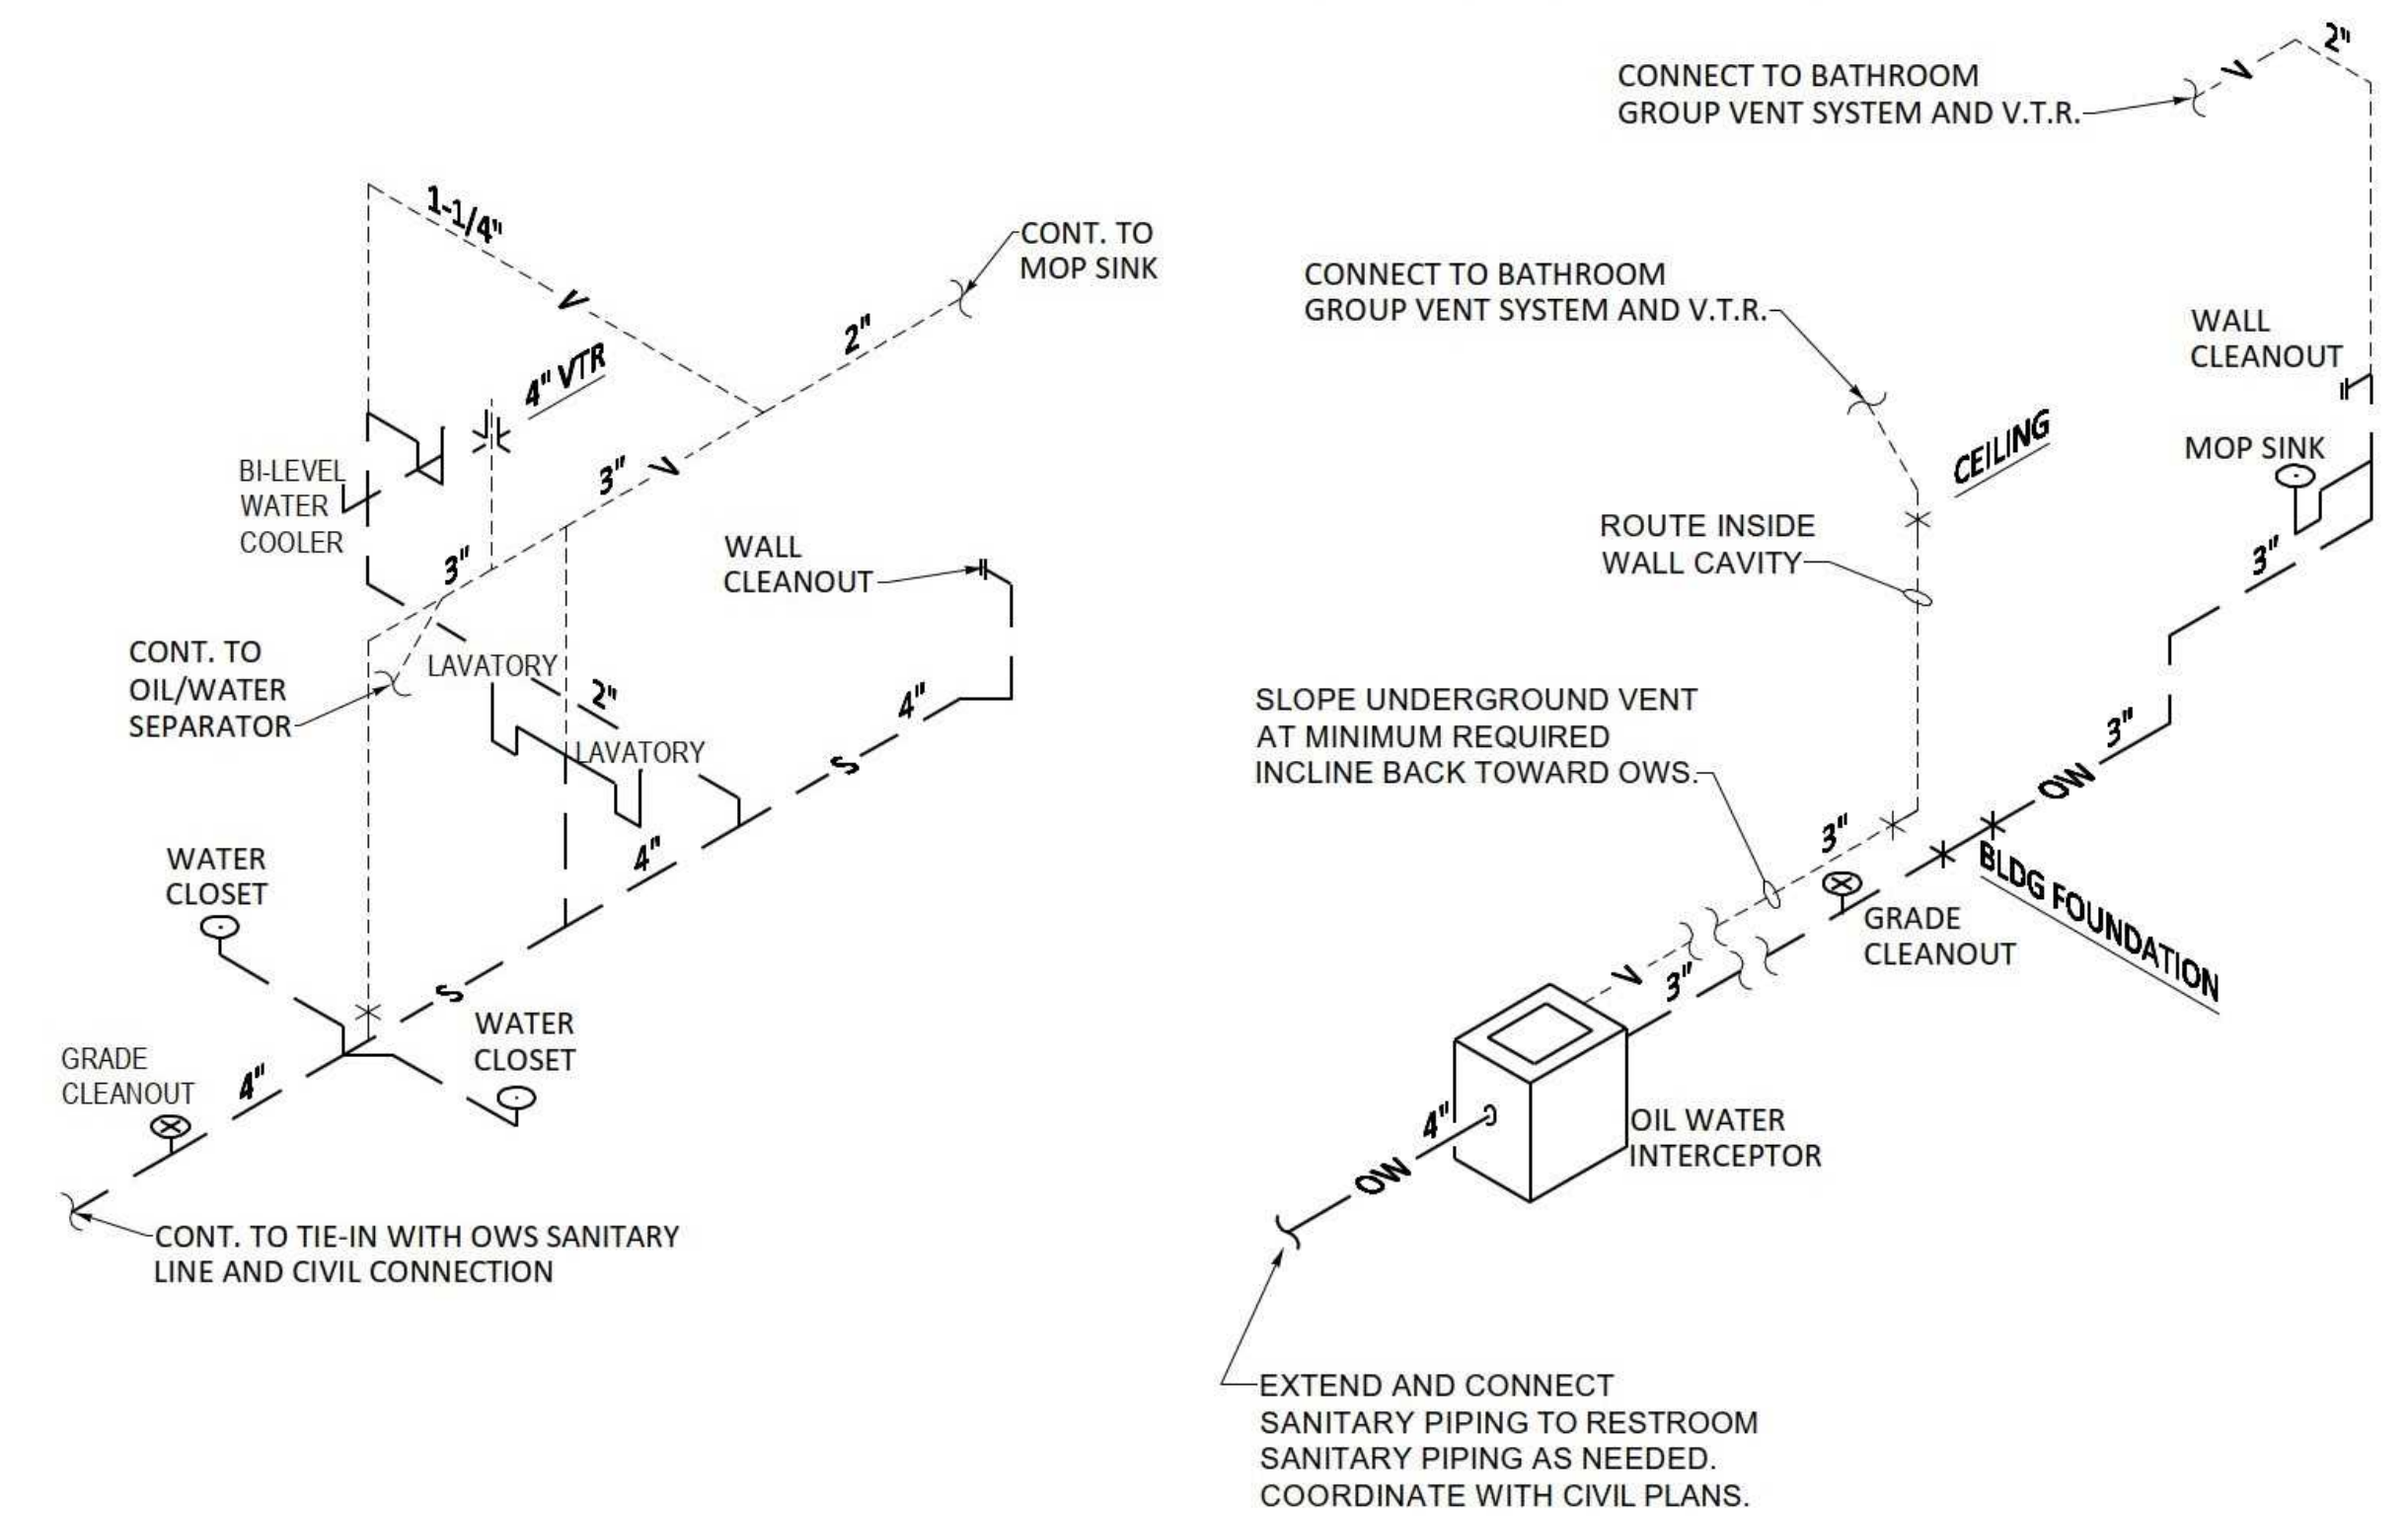 CONNECT TO BATHROOM
GROUP VENT SYSTEM AND V.T.R.
V
2"
1-1/4"
V
2"
CONT. TO
MOP SINK
4" VTR
3"
V
BI-LEVEL
WATER
COOLER
3"
WALL
CLEANOUT
CONT. TO
OIL/WATER
SEPARATOR
LAVATORY
2"
LAVATORY
4"
S
4"
WATER
CLOSET
S
WATER
CLOSET
GRADE
CLEANOUT
4"
CONT. TO TIE-IN WITH OWS SANITARY
LINE AND CIVIL CONNECTION
CONNECT TO BATHROOM
GROUP VENT SYSTEM AND V.T.R.
CEILING
WALL
CLEANOUT
MOP SINK
ROUTE INSIDE
WALL CAVITY
3"
SLOPE UNDERGROUND VENT
AT MINIMUM REQUIRED
INCLINE BACK TOWARD OWS.
3"
OW
3"
BLDG FOUNDATION
GRADE
CLEANOUT
V
3"
4"
OW
OIL WATER
INTERCEPTOR
EXTEND AND CONNECT
SANITARY PIPING TO RESTROOM
SANITARY PIPING AS NEEDED.
COORDINATE WITH CIVIL PLANS.